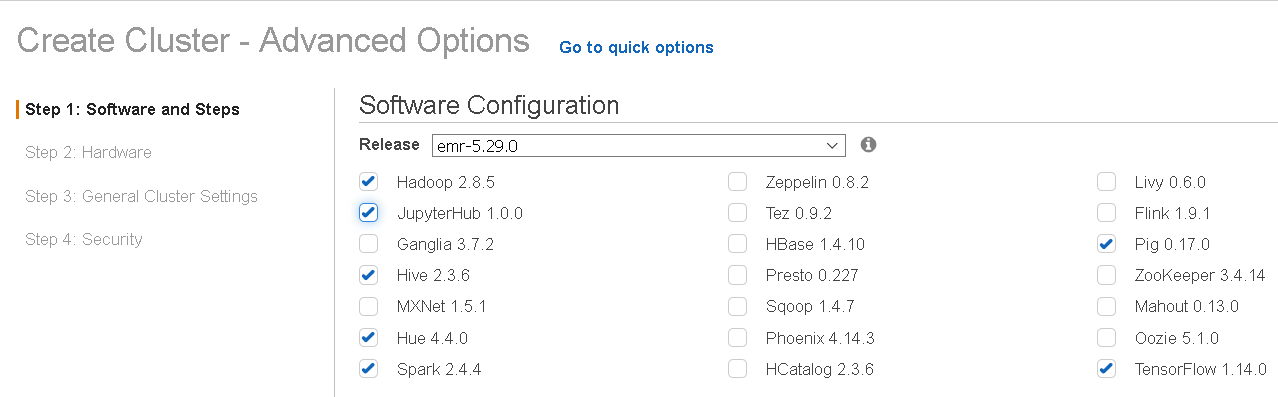 Create Cluster - Advanced Options Go to quick options
Step 1: Software and Steps
Step 2: Hardware
Step 3: General Cluster Settings
Step 4: Security
Software Configuration
Release emr-5.29.0
Hadoop 2.8.5 Zeppelin 0.8.2 Livy 0.6.0
JupyterHub 1.0.0 Tez 0.9.2 Flink 1.9.1
Ganglia 3.7.2 HBase 1.4.10 Pig 0.17.0
Hive 2.3.6 Presto 0.227 ZooKeeper 3.4.14
MXNet 1.5.1 Sqoop 1.4.7 Mahout 0.13.0
Hue 4.4.0 Phoenix 4.14.3 Oozie 5.1.0
Spark 2.4.4 HCatalog 2.3.6 TensorFlow 1.14.0